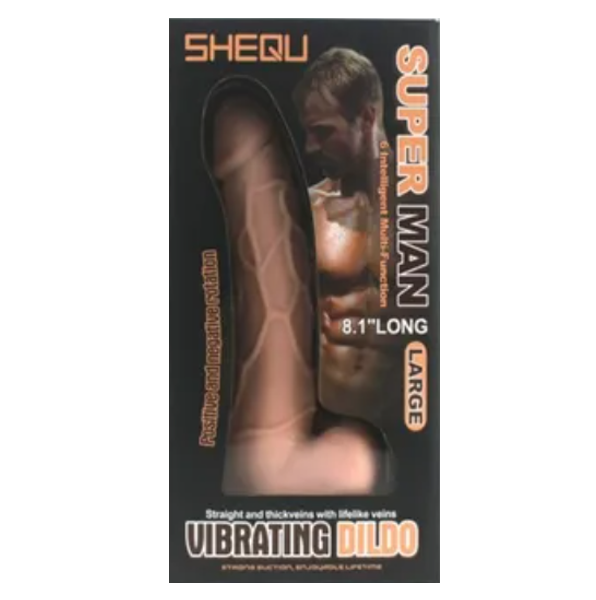 SHEQU
SUPER MAN
6 Intelligent Multi-Function
8.1"LONG
LARGE
Positive and negative rotation
Straight and thickveins with lifelike veins
VIBRATING DILDO
STRONG SUCTION, ENJOYABLE LIFETIME